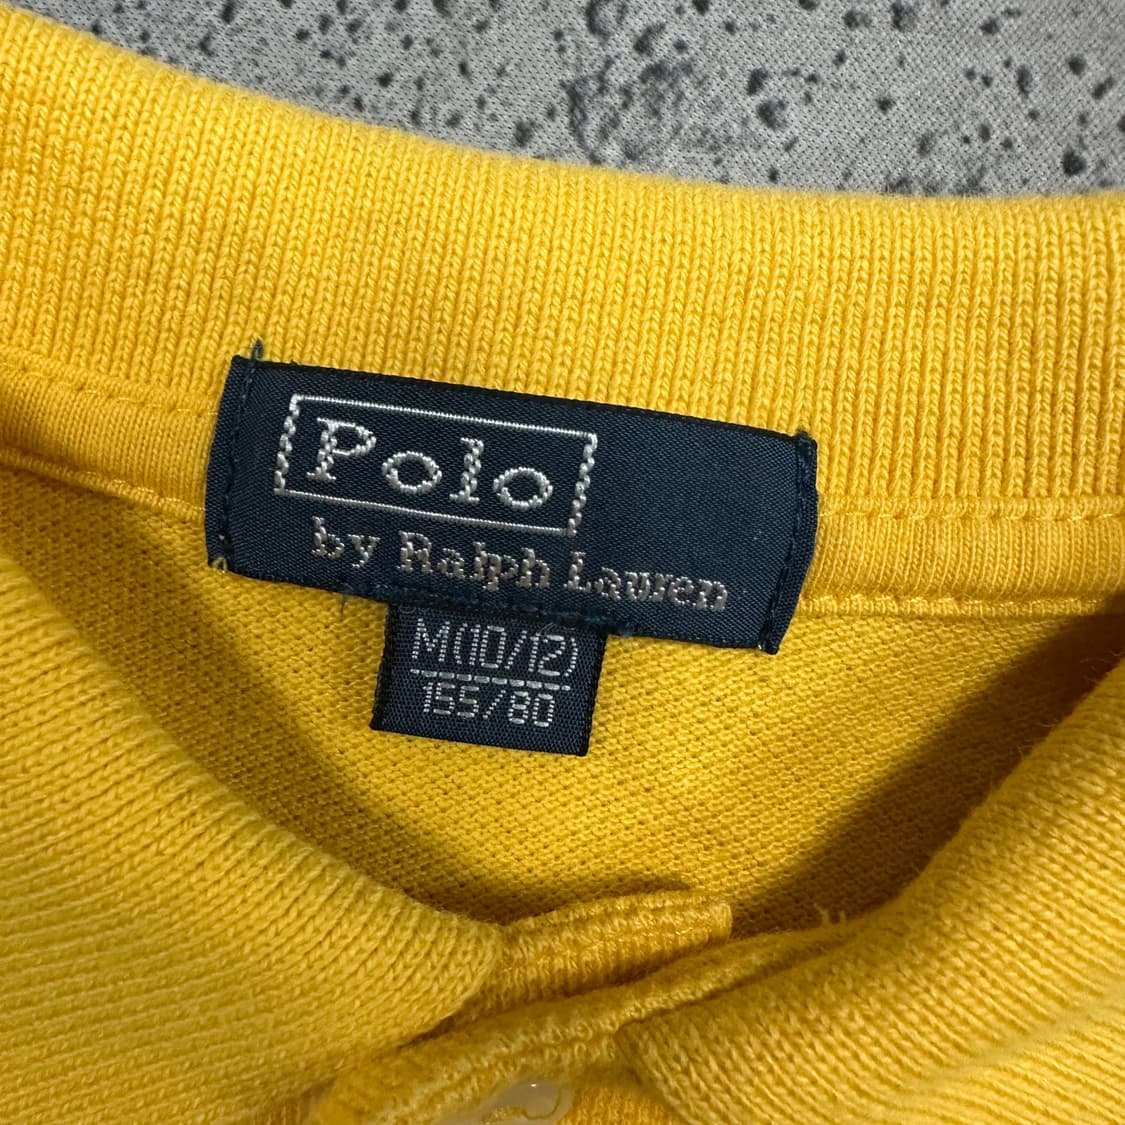 Polo
by Ralph Lauren
M(10/12)
155/80